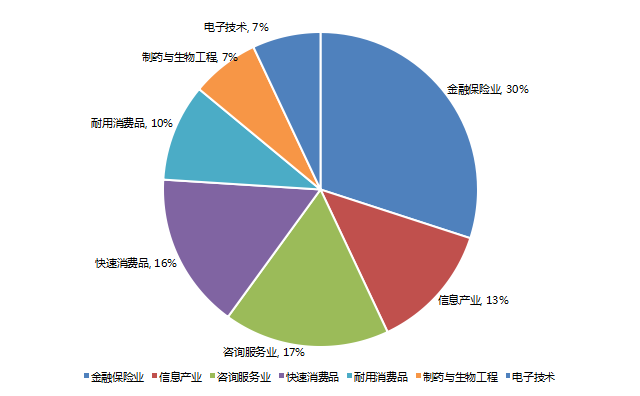 电子技术, 7%
制药与生物工程, 7%
金融保险业, 30%
耐用消费品, 10%
快速消费品, 16%
信息产业, 13%
咨询服务业, 17%
金融保险业 信息产业 咨询服务业 快速消费品 耐用消费品 制药与生物工程 电子技术